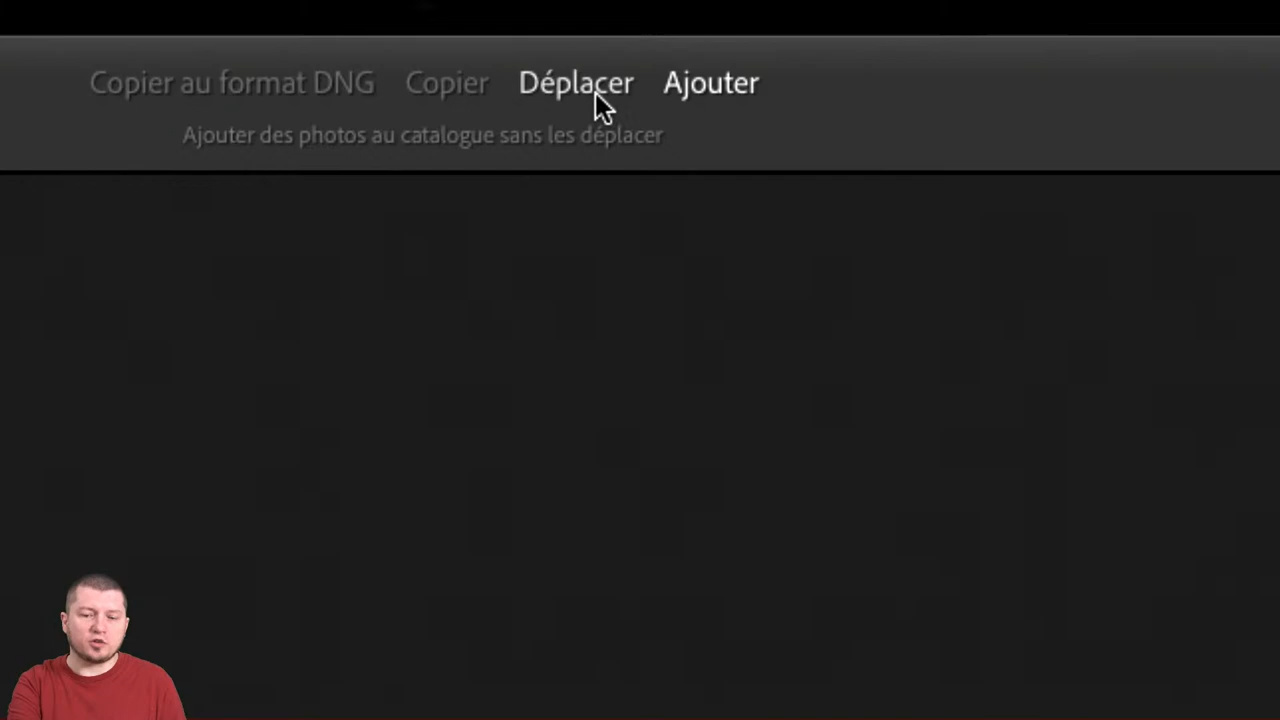 Copier au format DNG Copier Déplacer Ajouter
Ajouter des photos au catalogue sans les déplacer